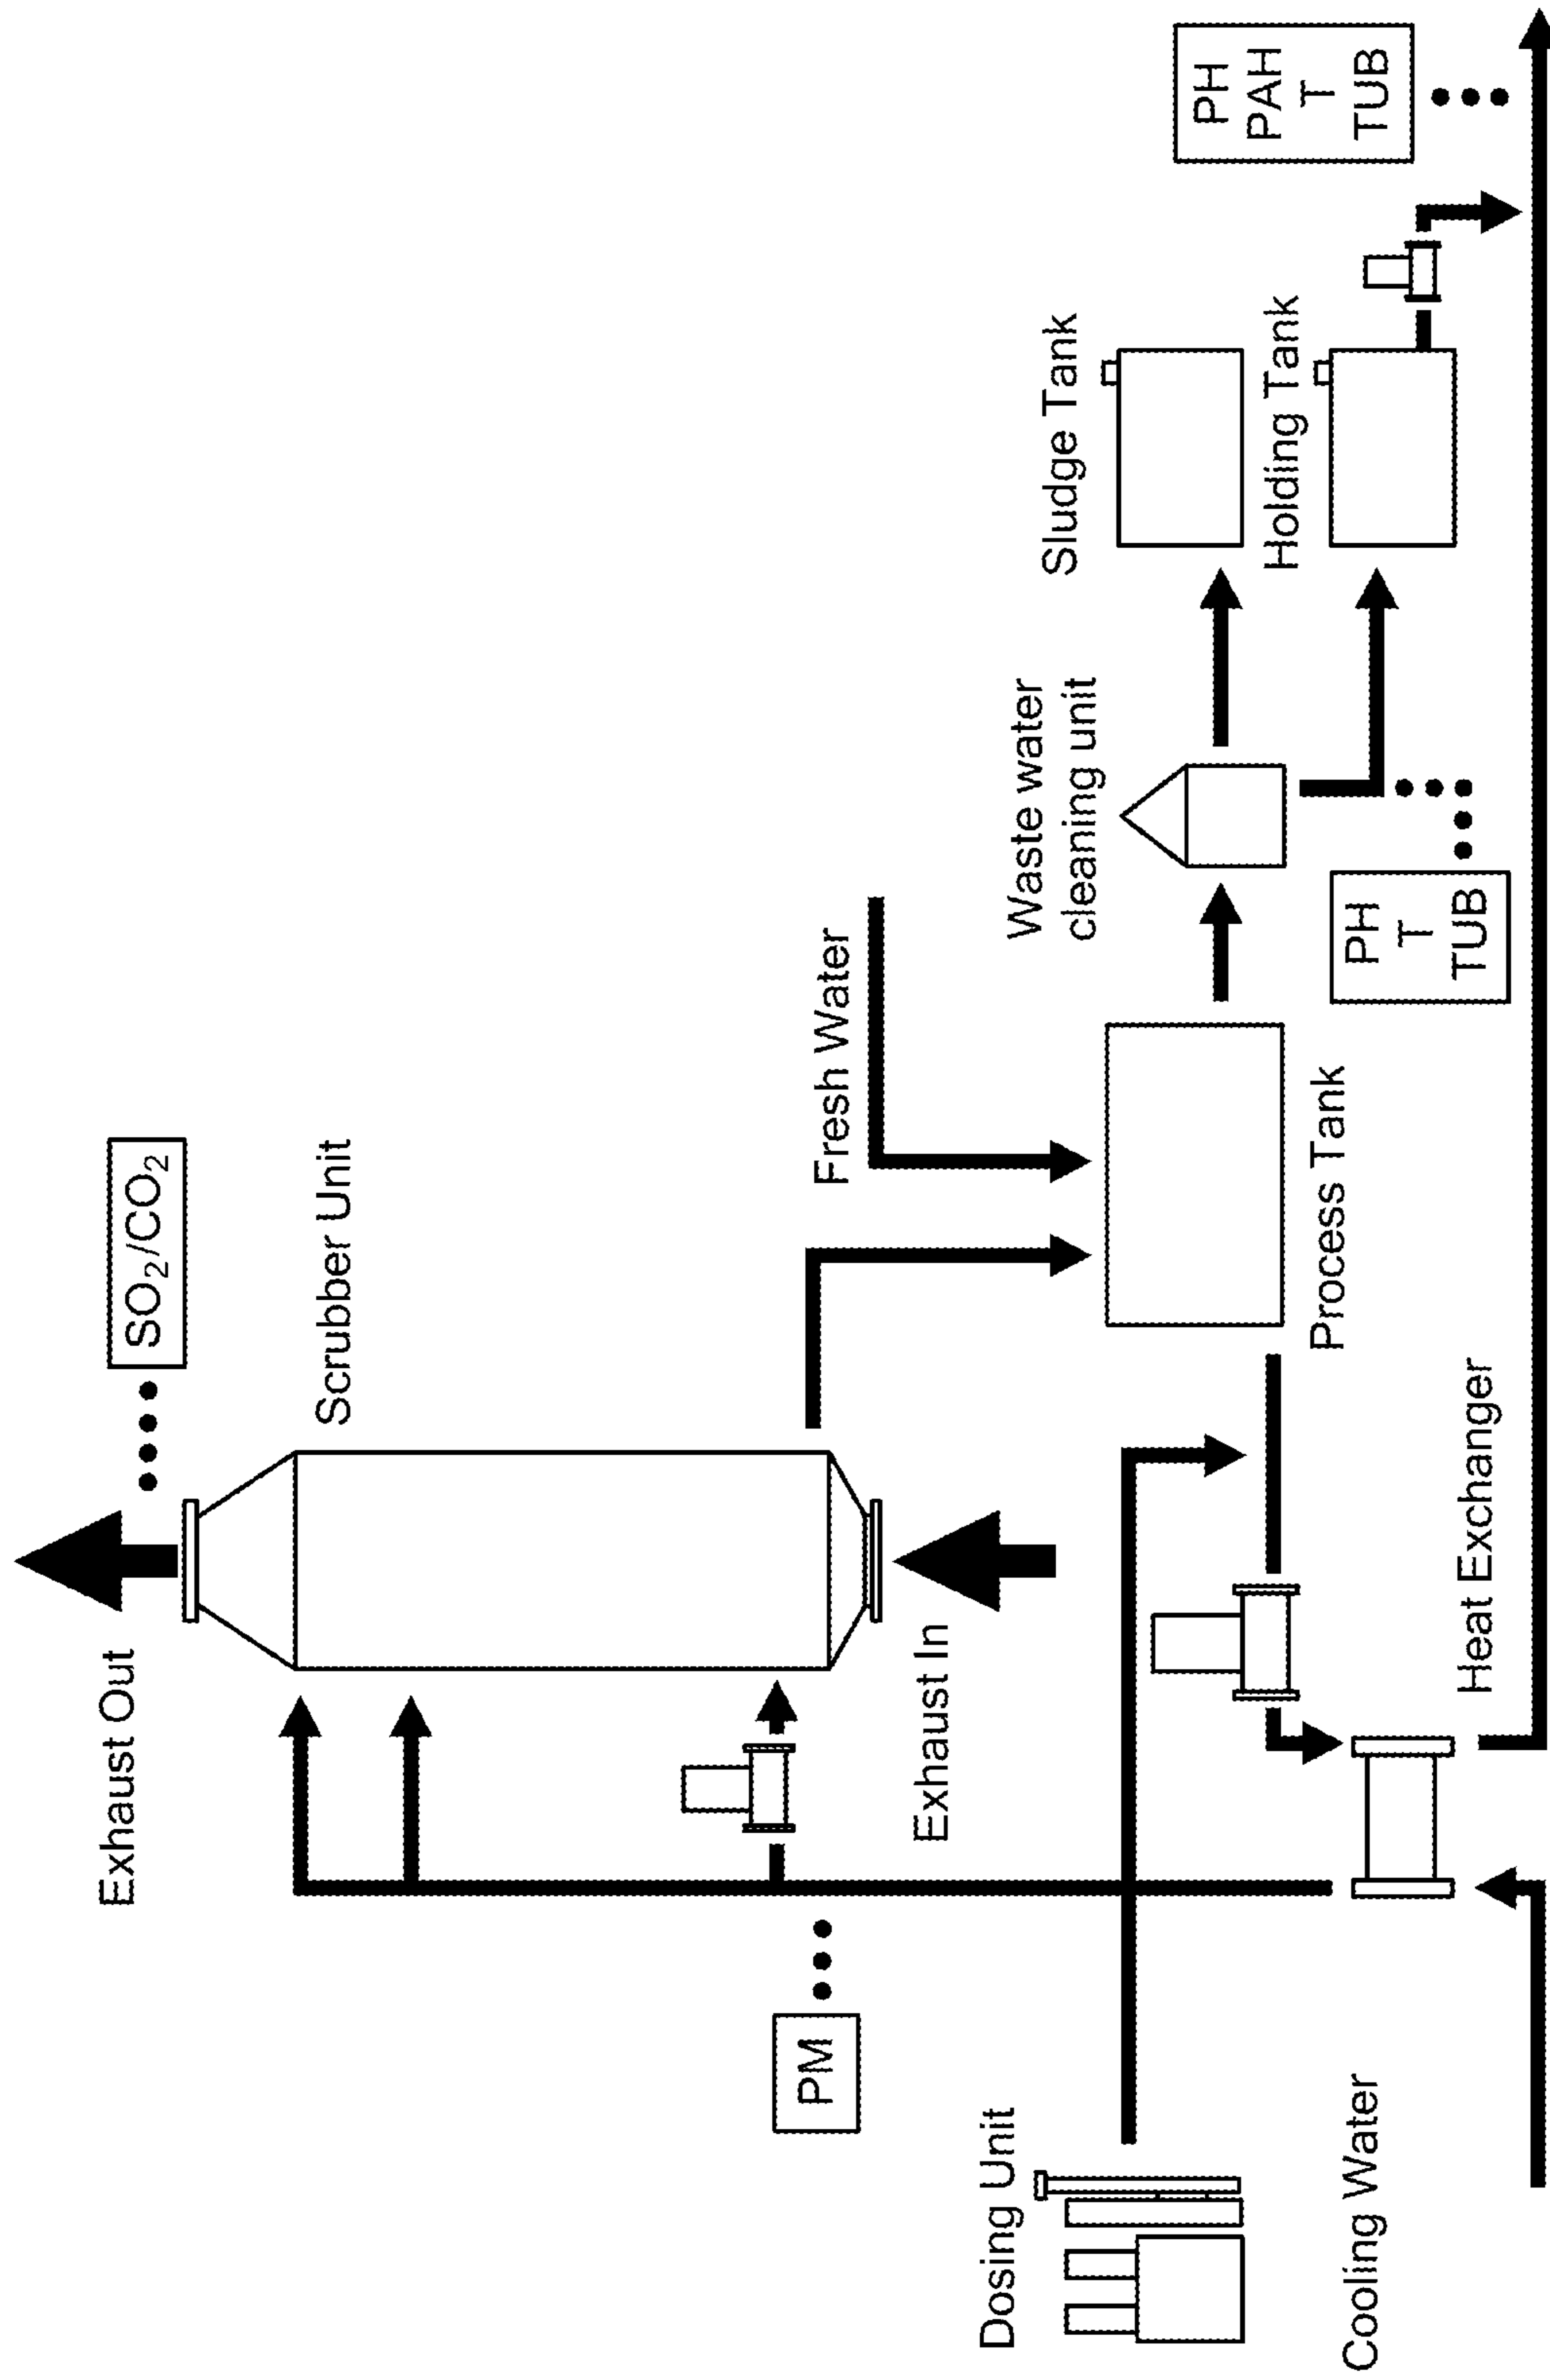 Exhaust Out
SO₂/CO₂
Scrubber Unit
PM
Exhaust In
Fresh Water
Dosing Unit
Waste water
cleaning unit
Sludge Tank
Holding Tank
PH
PAH
T
TUB
Process Tank
PH
T
TUB
Cooling Water
Heat Exchanger